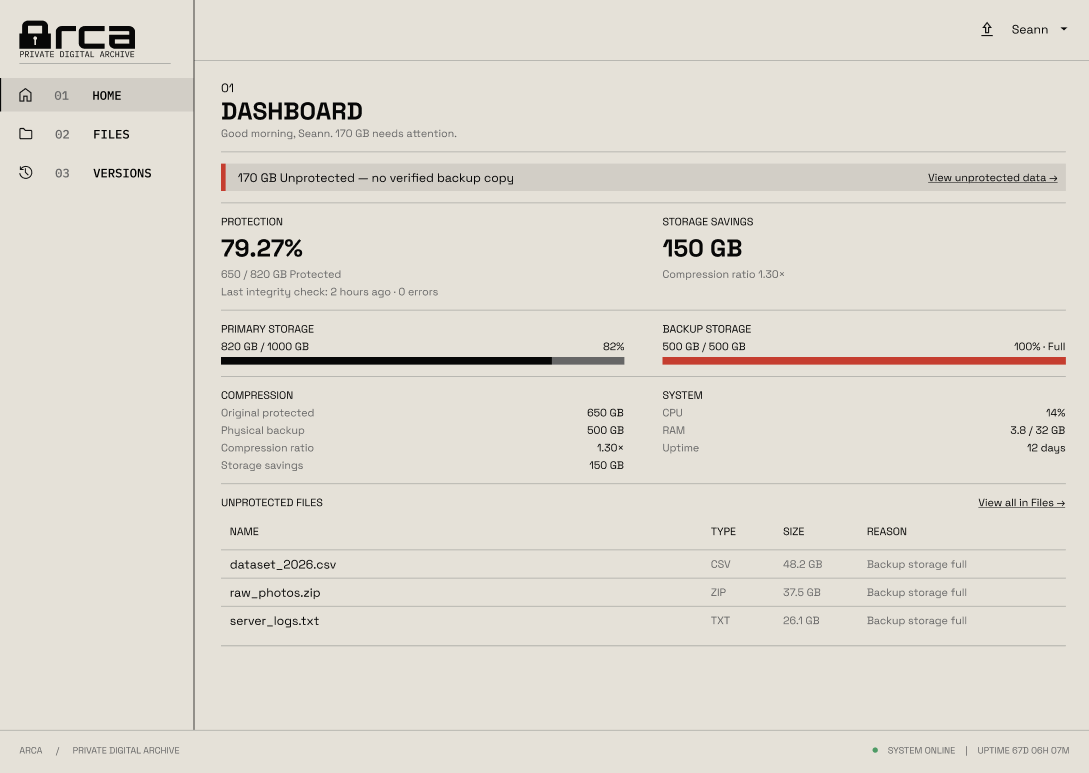 Arca
PRIVATE DIGITAL ARCHIVE
01 HOME
02 FILES
03 VERSIONS
Seann
01
DASHBOARD
Good morning, Seann. 170 GB needs attention.
170 GB Unprotected — no verified backup copy View unprotected data →
PROTECTION
79.27%
650 / 820 GB Protected
Last integrity check: 2 hours ago · 0 errors
STORAGE SAVINGS
150 GB
Compression ratio 1.30×
PRIMARY STORAGE
820 GB / 1000 GB 82%
BACKUP STORAGE
500 GB / 500 GB 100% · Full
COMPRESSION
Original protected 650 GB
Physical backup 500 GB
Compression ratio 1.30×
Storage savings 150 GB
SYSTEM
CPU 14%
RAM 3.8 / 32 GB
Uptime 12 days
UNPROTECTED FILES View all in Files →
NAME TYPE SIZE REASON
dataset_2026.csv CSV 48.2 GB Backup storage full
raw_photos.zip ZIP 37.5 GB Backup storage full
server_logs.txt TXT 26.1 GB Backup storage full
ARCA / PRIVATE DIGITAL ARCHIVE SYSTEM ONLINE | UPTIME 67D 06H 07M